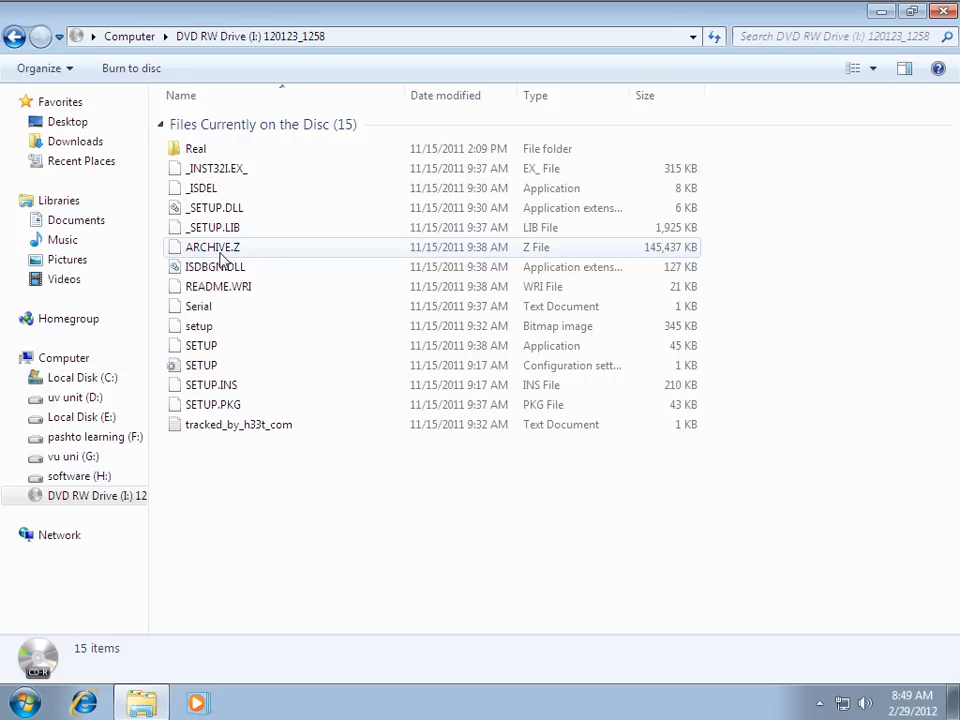 Computer DVD RW Drive (I:) 120123_1258 Search DVD RW Drive (I:) 120123_1258
Organize Burn to disc
Name Date modified Type Size
Files Currently on the Disc (15)
Real 11/15/2011 2:09 PM File folder
_INST32I.EX_ 11/15/2011 9:37 AM EX_ File 315 KB
_ISDEL 11/15/2011 9:30 AM Application 8 KB
_SETUP.DLL 11/15/2011 9:30 AM Application extens... 6 KB
_SETUP.LIB 11/15/2011 9:37 AM LIB File 1,925 KB
ARCHIVE.Z 11/15/2011 9:38 AM Z File 145,437 KB
11/15/2011 9:38 AM Application extens... 127 KB
README.WRI 11/15/2011 9:38 AM WRI File 21 KB
Serial 11/15/2011 9:37 AM Text Document 1 KB
setup 11/15/2011 9:32 AM Bitmap image 345 KB
SETUP 11/15/2011 9:38 AM Application 45 KB
SETUP 11/15/2011 9:17 AM Configuration sett... 1 KB
SETUP.INS 11/15/2011 9:17 AM INS File 210 KB
SETUP.PKG 11/15/2011 9:37 AM PKG File 43 KB
tracked_by_h33t_com 11/15/2011 9:32 AM Text Document 1 KB
Favorites
Desktop
Downloads
Recent Places
Libraries
Documents
Music
Pictures
Videos
Homegroup
Computer
Local Disk (C:)
uv uni (D:)
Local Disk (E:)
pashto learning (F:)
vu uni (G:)
software (H:)
DVD RW Drive (I:) 12
Network
15 items
CD-R
8:49 AM
2/29/2012